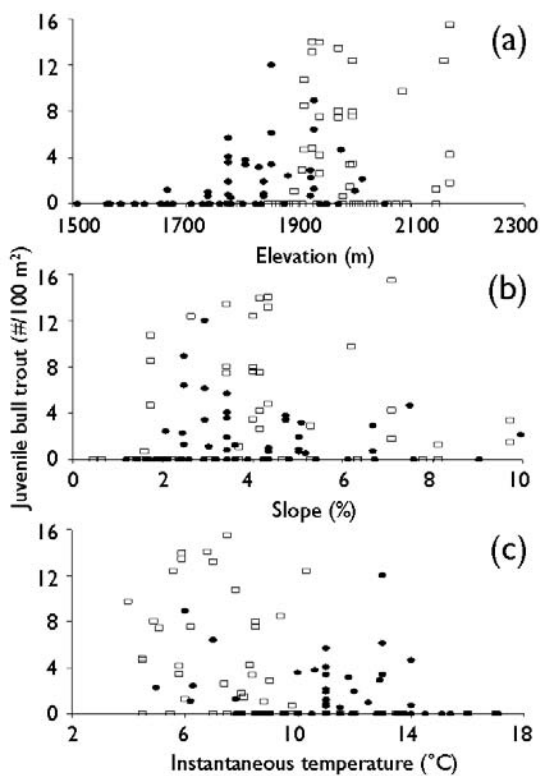 (a)
16
12
8
4
0
1500 1700 1900 2100 2300
Elevation (m)
Juvenile bull trout (#/100 m²)
(b)
16
12
8
4
0
0 2 4 6 8 10
Slope (%)
(c)
16
12
8
4
0
2 6 10 14 18
Instantaneous temperature (°C)